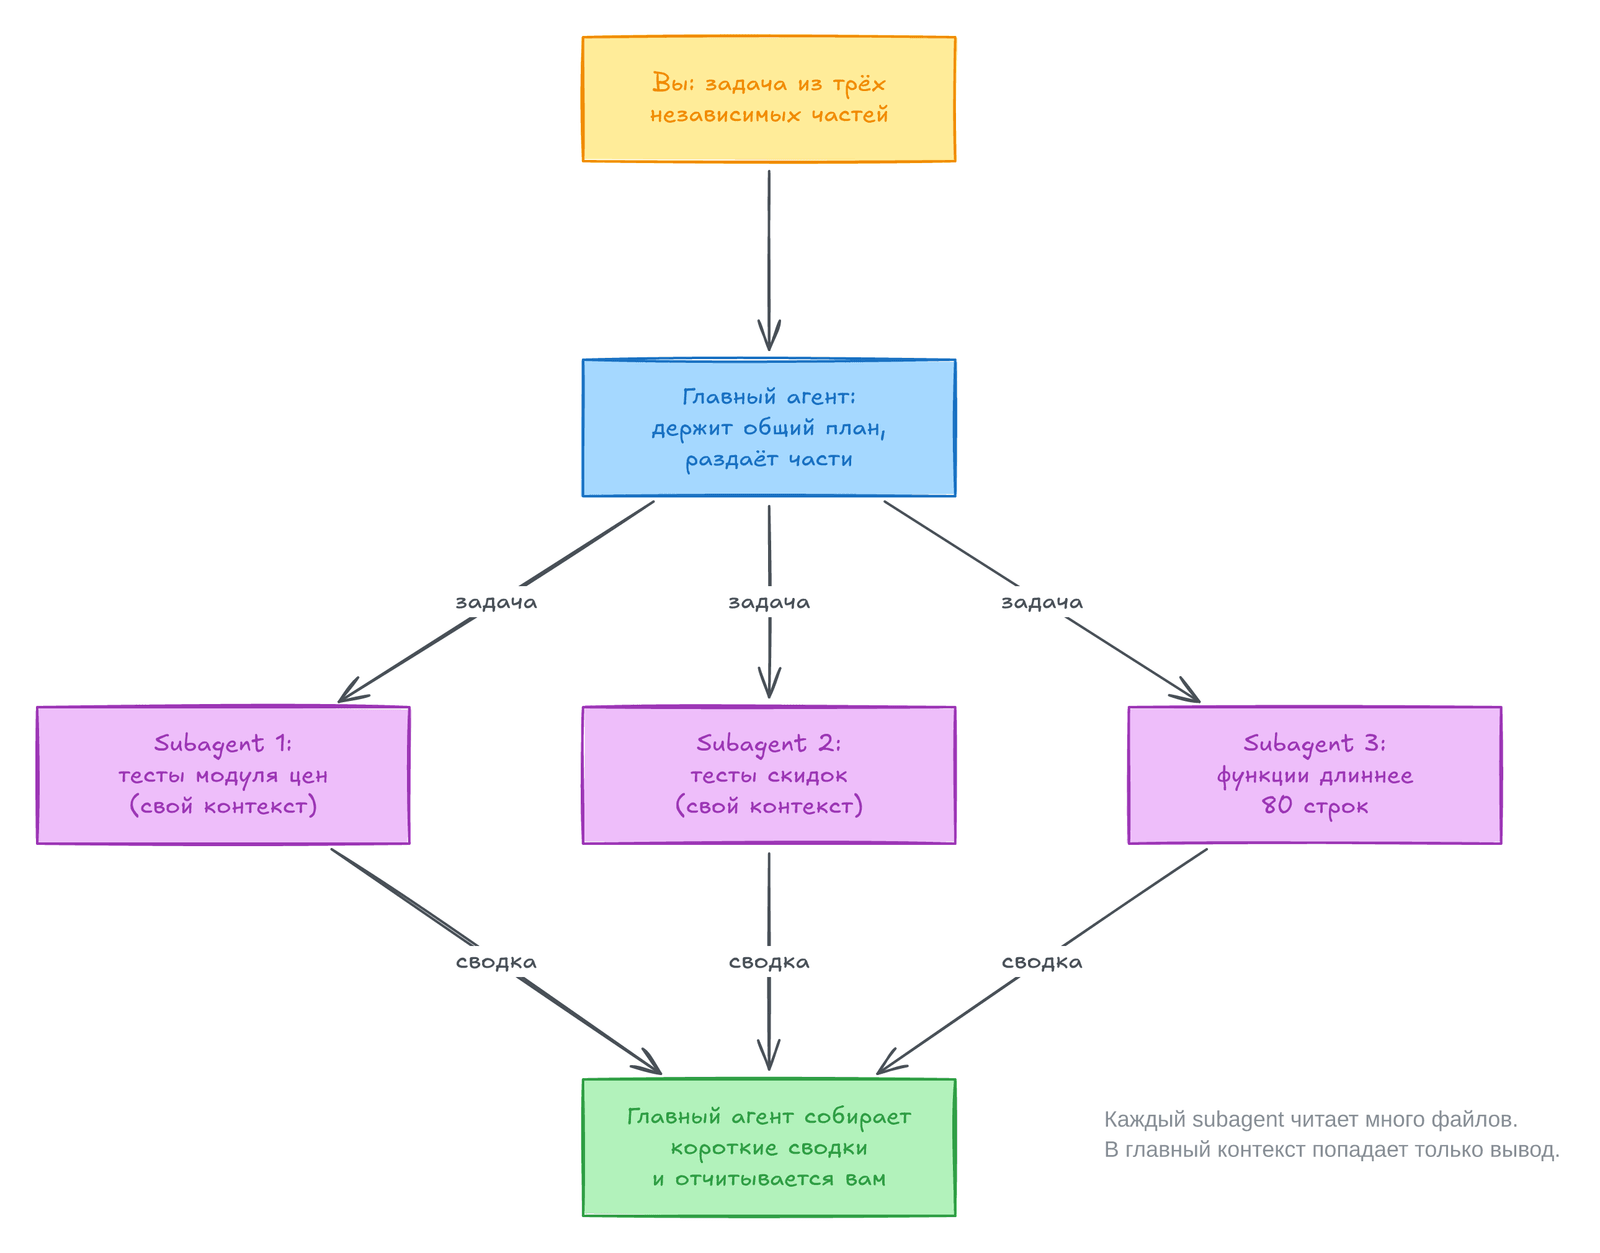 Вы: задача из трёх
независимых частей
Главный агент:
держит общий план,
раздаёт части
задача
задача
задача
Subagent 1:
тесты модуля цен
(свой контекст)
Subagent 2:
тесты скидок
(свой контекст)
Subagent 3:
функции длиннее
80 строк
сводка
сводка
сводка
Главный агент собирает
короткие сводки
и отчитывается вам
Каждый subagent читает много файлов.
В главный контекст попадает только вывод.